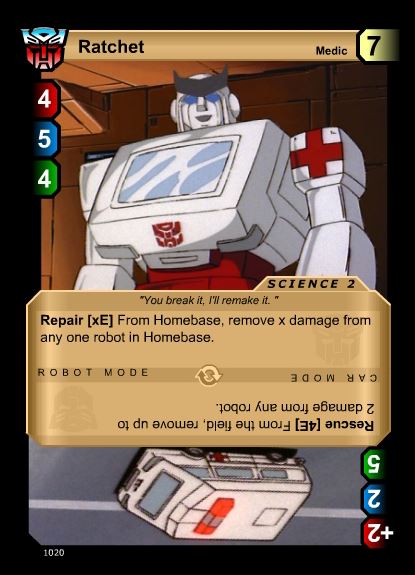 Ratchet
Medic
7
4
5
4
SCIENCE 2
"You break it, I'll remake it. "
Repair [xE] From Homebase, remove x damage from
any one robot in Homebase.
ROBOT MODE
CAR MODE
Rescue [4E] From the field, remove up to
2 damage from any robot.
+2
2
5
1020